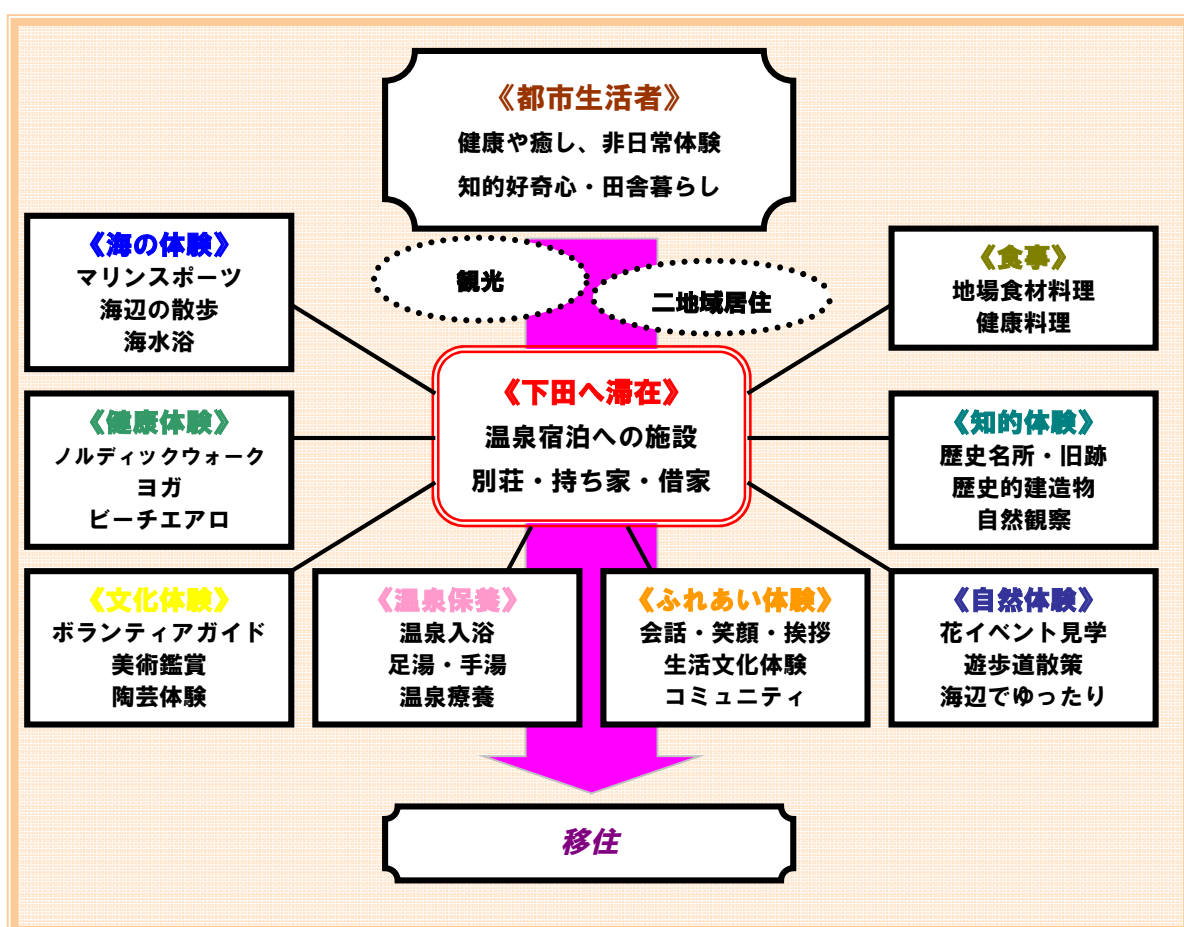 《都市生活者》
健康や癒し、非日常体験
知的好奇心・田舎暮らし
観光
二地域居住
《海の体験》
マリンスポーツ
海辺の散歩
海水浴
《食事》
地場食材料理
健康料理
《下田へ滞在》
温泉宿泊への施設
別荘・持ち家・借家
《健康体験》
ノルディックウォーク
ヨガ
ビーチエアロ
《知的体験》
歴史名所・旧跡
歴史的建造物
自然観察
《文化体験》
ボランティアガイド
美術鑑賞
陶芸体験
《温泉保養》
温泉入浴
足湯・手湯
温泉療養
《ふれあい体験》
会話・笑顔・挨拶
生活文化体験
コミュニティ
《自然体験》
花イベント見学
遊歩道散策
海辺でゆったり
移住